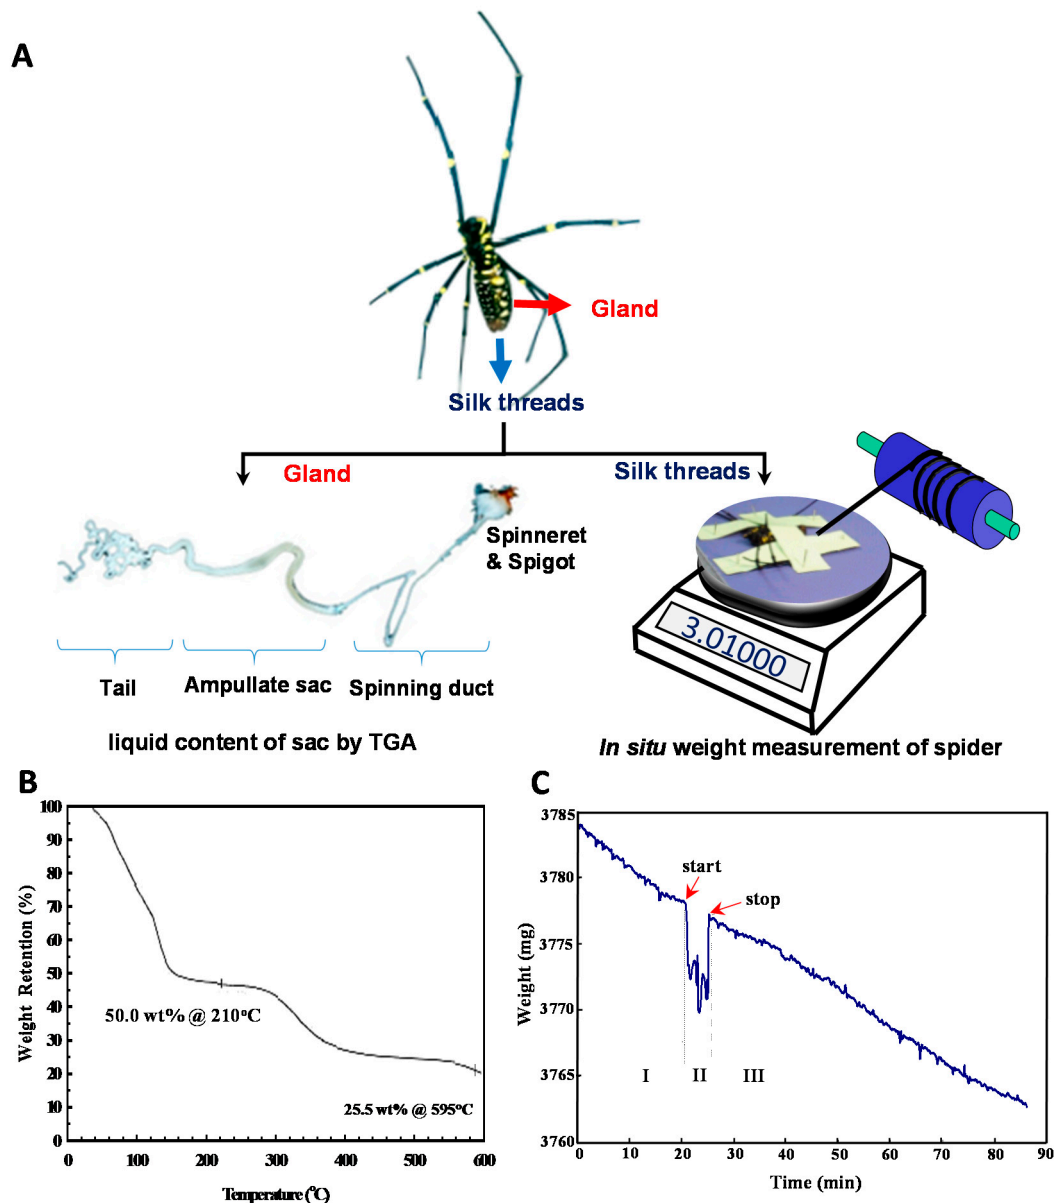 A
Gland
Silk threads
Gland
Silk threads
Spinneret
& Spigot
3.01000
Tail
Ampullate sac
Spinning duct
liquid content of sac by TGA
In situ weight measurement of spider
B
Weight Retention (%)
100
90
80
70
60
50
40
30
20
10
0
50.0 wt% @ 210°C
25.5 wt% @ 595°C
0
100
200
300
400
500
600
Temperature (°C)
C
Weight (mg)
3785
3780
3775
3770
3765
3760
start
stop
I
II
III
0
10
20
30
40
50
60
70
80
90
Time (min)